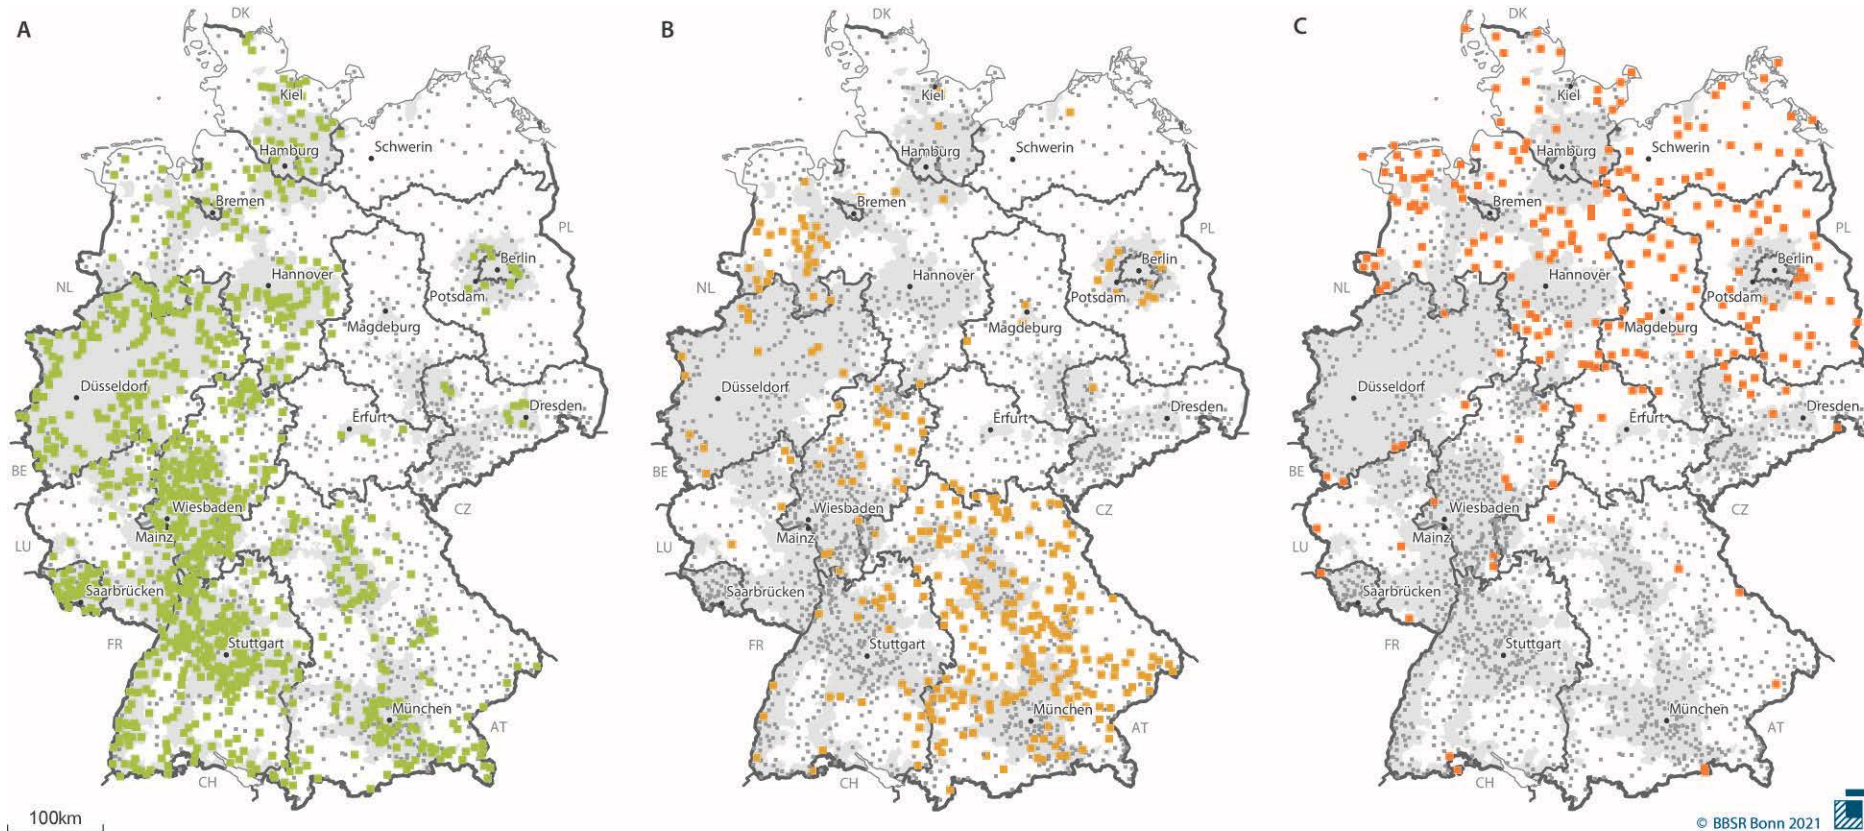 A
DK
Kiel
Hamburg
Schwerin
Bremen
PL
Berlin
Hannover
NL
Potsdam
Magdeburg
Düsseldorf
Dresden
Erfurt
BE
Wiesbaden
CZ
Mainz
LU
Saarbrücken
FR
Stuttgart
München
AT
CH
100km
B
DK
Kiel
Hamburg
Schwerin
Bremen
PL
Berlin
Hannover
NL
Potsdam
Magdeburg
Düsseldorf
Dresden
Erfurt
BE
Wiesbaden
CZ
Mainz
LU
Saarbrücken
FR
Stuttgart
München
AT
CH
C
DK
Kiel
Hamburg
Schwerin
Bremen
PL
Berlin
Hannover
NL
Potsdam
Magdeburg
Düsseldorf
Dresden
Erfurt
BE
Wiesbaden
CZ
Mainz
LU
Saarbrücken
FR
Stuttgart
München
AT
CH
© BBSR Bonn 2021